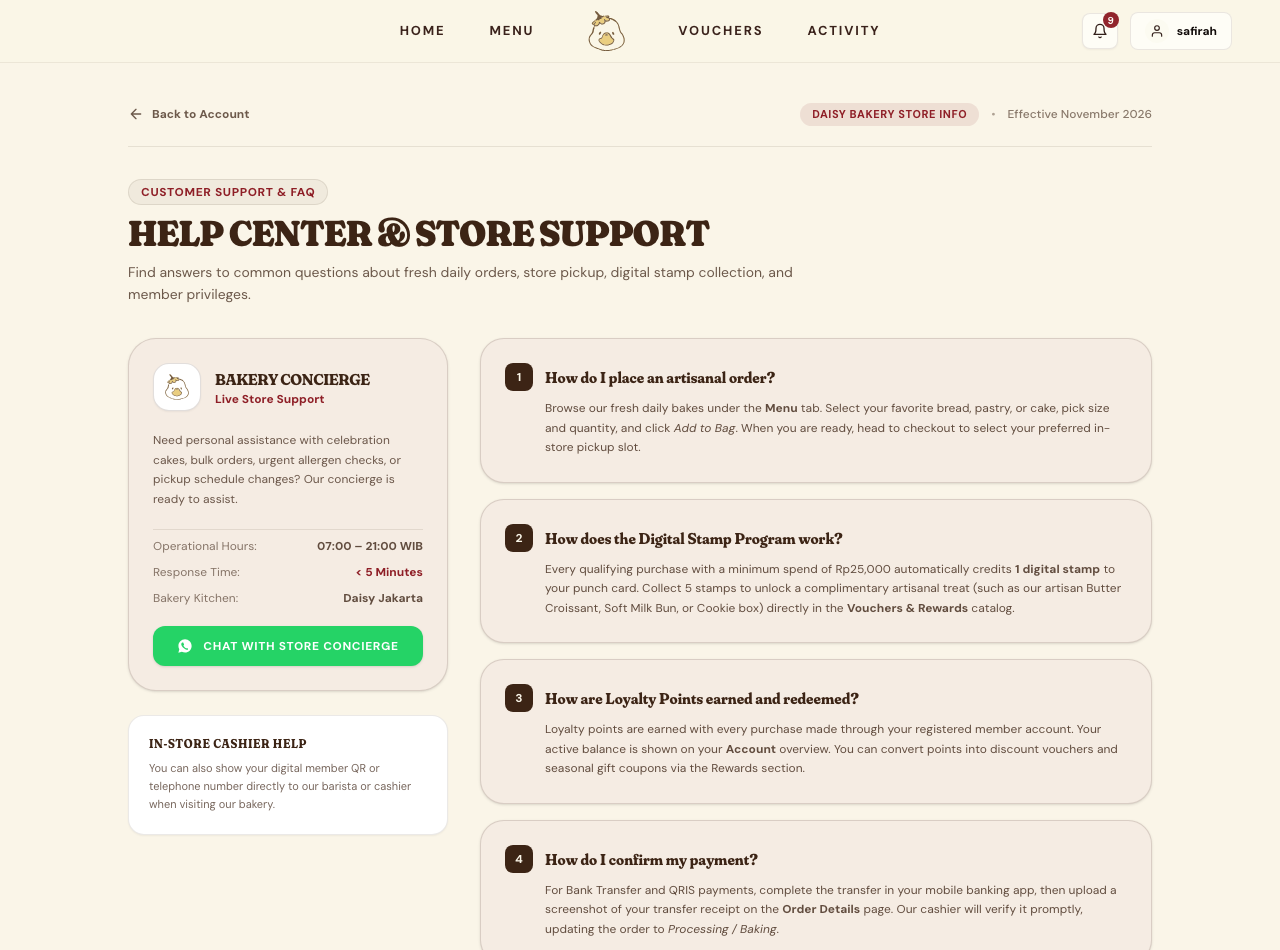 HOME
MENU
VOUCHERS
ACTIVITY
9
safirah
Back to Account
DAISY BAKERY STORE INFO
•
Effective November 2026
CUSTOMER SUPPORT & FAQ
HELP CENTER & STORE SUPPORT
Find answers to common questions about fresh daily orders, store pickup, digital stamp collection, and
member privileges.
BAKERY CONCIERGE
Live Store Support
Need personal assistance with celebration
cakes, bulk orders, urgent allergen checks, or
pickup schedule changes? Our concierge is
ready to assist.
Operational Hours: 07:00 – 21:00 WIB
Response Time: < 5 Minutes
Bakery Kitchen: Daisy Jakarta
CHAT WITH STORE CONCIERGE
IN-STORE CASHIER HELP
You can also show your digital member QR or
telephone number directly to our barista or cashier
when visiting our bakery.
1 How do I place an artisanal order?
Browse our fresh daily bakes under the Menu tab. Select your favorite bread, pastry, or cake, pick size
and quantity, and click Add to Bag. When you are ready, head to checkout to select your preferred in-
store pickup slot.
2 How does the Digital Stamp Program work?
Every qualifying purchase with a minimum spend of Rp25,000 automatically credits 1 digital stamp to
your punch card. Collect 5 stamps to unlock a complimentary artisanal treat (such as our artisan Butter
Croissant, Soft Milk Bun, or Cookie box) directly in the Vouchers & Rewards catalog.
3 How are Loyalty Points earned and redeemed?
Loyalty points are earned with every purchase made through your registered member account. Your
active balance is shown on your Account overview. You can convert points into discount vouchers and
seasonal gift coupons via the Rewards section.
4 How do I confirm my payment?
For Bank Transfer and QRIS payments, complete the transfer in your mobile banking app, then upload a
screenshot of your transfer receipt on the Order Details page. Our cashier will verify it promptly,
updating the order to Processing / Baking.